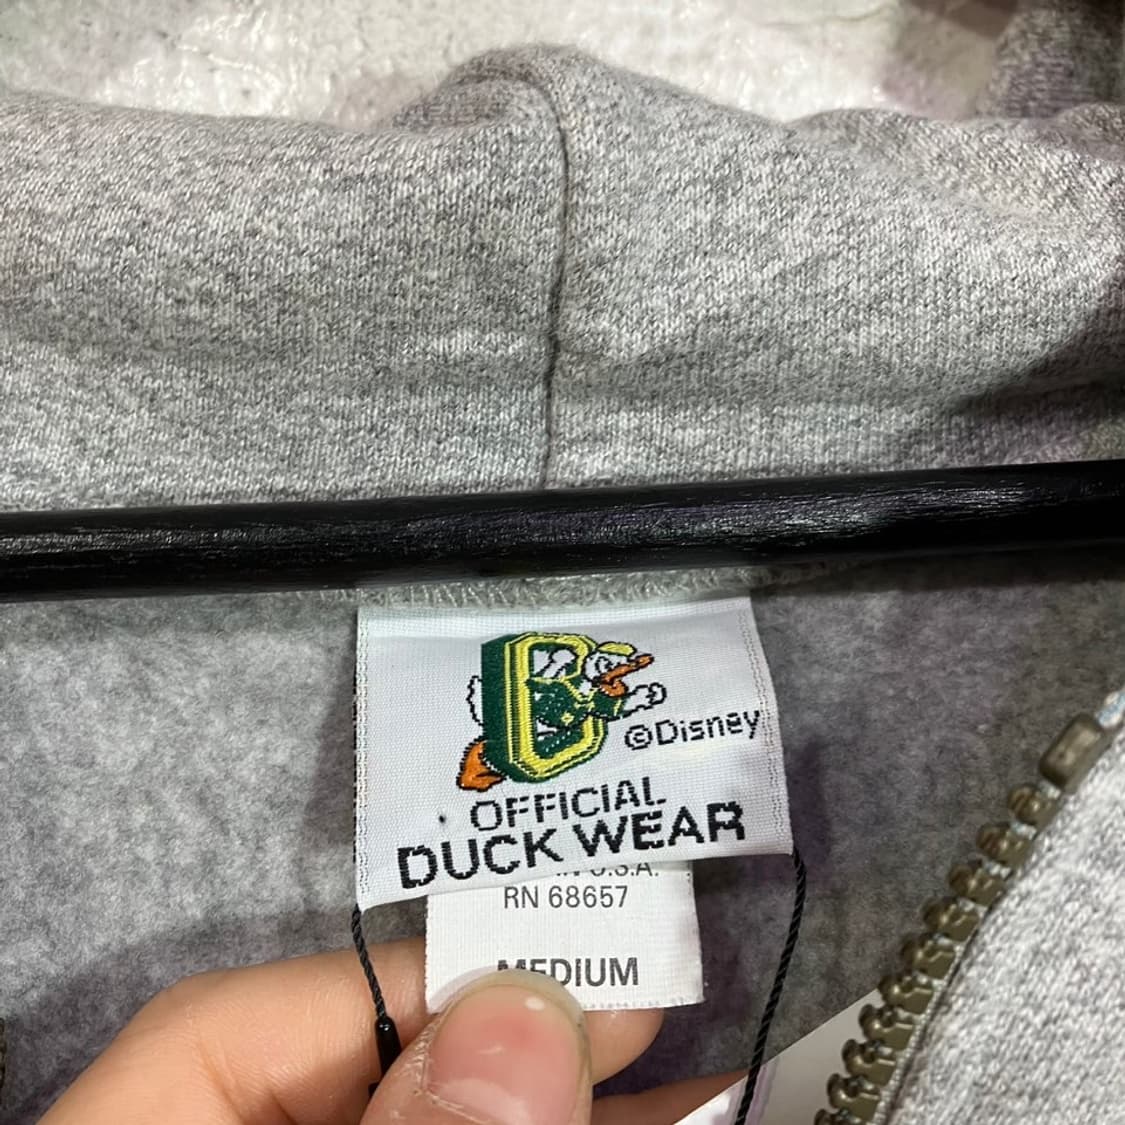 ©Disney
OFFICIAL
DUCK WEAR
U.S.A.
RN 68657
MEDIUM